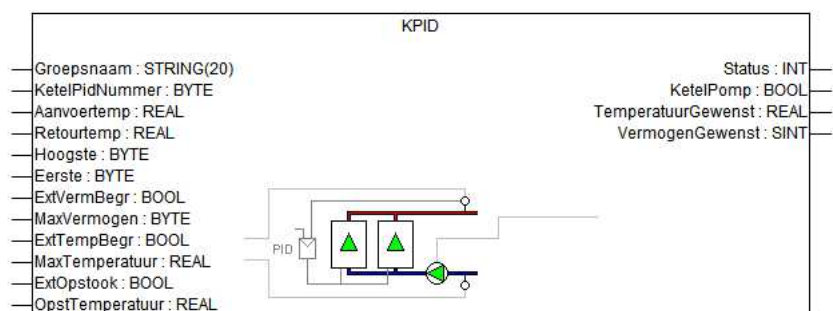 KPID
Groepsnaam : STRING(20)
KetelPidNummer : BYTE
Aanvoertemp : REAL
Retourtemp : REAL
Hoogste : BYTE
Eerste : BYTE
ExtVermBegr : BOOL
MaxVermogen : BYTE
ExtTempBegr : BOOL
MaxTemperatuur : REAL
ExtOpstook : BOOL
OpstTemperatuur : REAL
Status : INT
KetelPomp : BOOL
TemperatuurGewenst : REAL
VermogenGewenst : SINT
PID